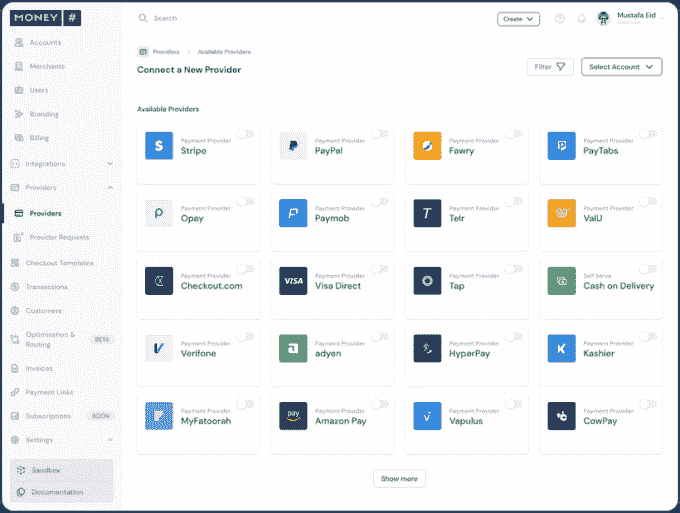 MONEY #
Search
Create
Mustafa Eid
Accounts
Merchants
Users
Branding
Billing
Integrations
Providers
Providers
Provider Requests
Checkout Templates
Transactions
Customers
Optimization &
Routing
BETA
Invoices
Payment Links
Subscriptions
SOON
Settings
Sandbox
Documentation
Providers > Available Providers
Connect a New Provider
Filter
Select Account
Available Providers
Payment Provider
Stripe
Payment Provider
PayPal
Payment Provider
Fawry
Payment Provider
PayTabs
Payment Provider
Opay
Payment Provider
Paymob
Payment Provider
Telr
Payment Provider
ValU
Payment Provider
Checkout.com
VISA
Payment Provider
Visa Direct
Payment Provider
Tap
Self Serve
Cash on Delivery
Payment Provider
Verifone
Payment Provider
adyen
Payment Provider
HyperPay
Payment Provider
Kashier
Payment Provider
MyFatoorah
pay
Payment Provider
Amazon Pay
Payment Provider
Vapulus
Payment Provider
CowPay
Show more